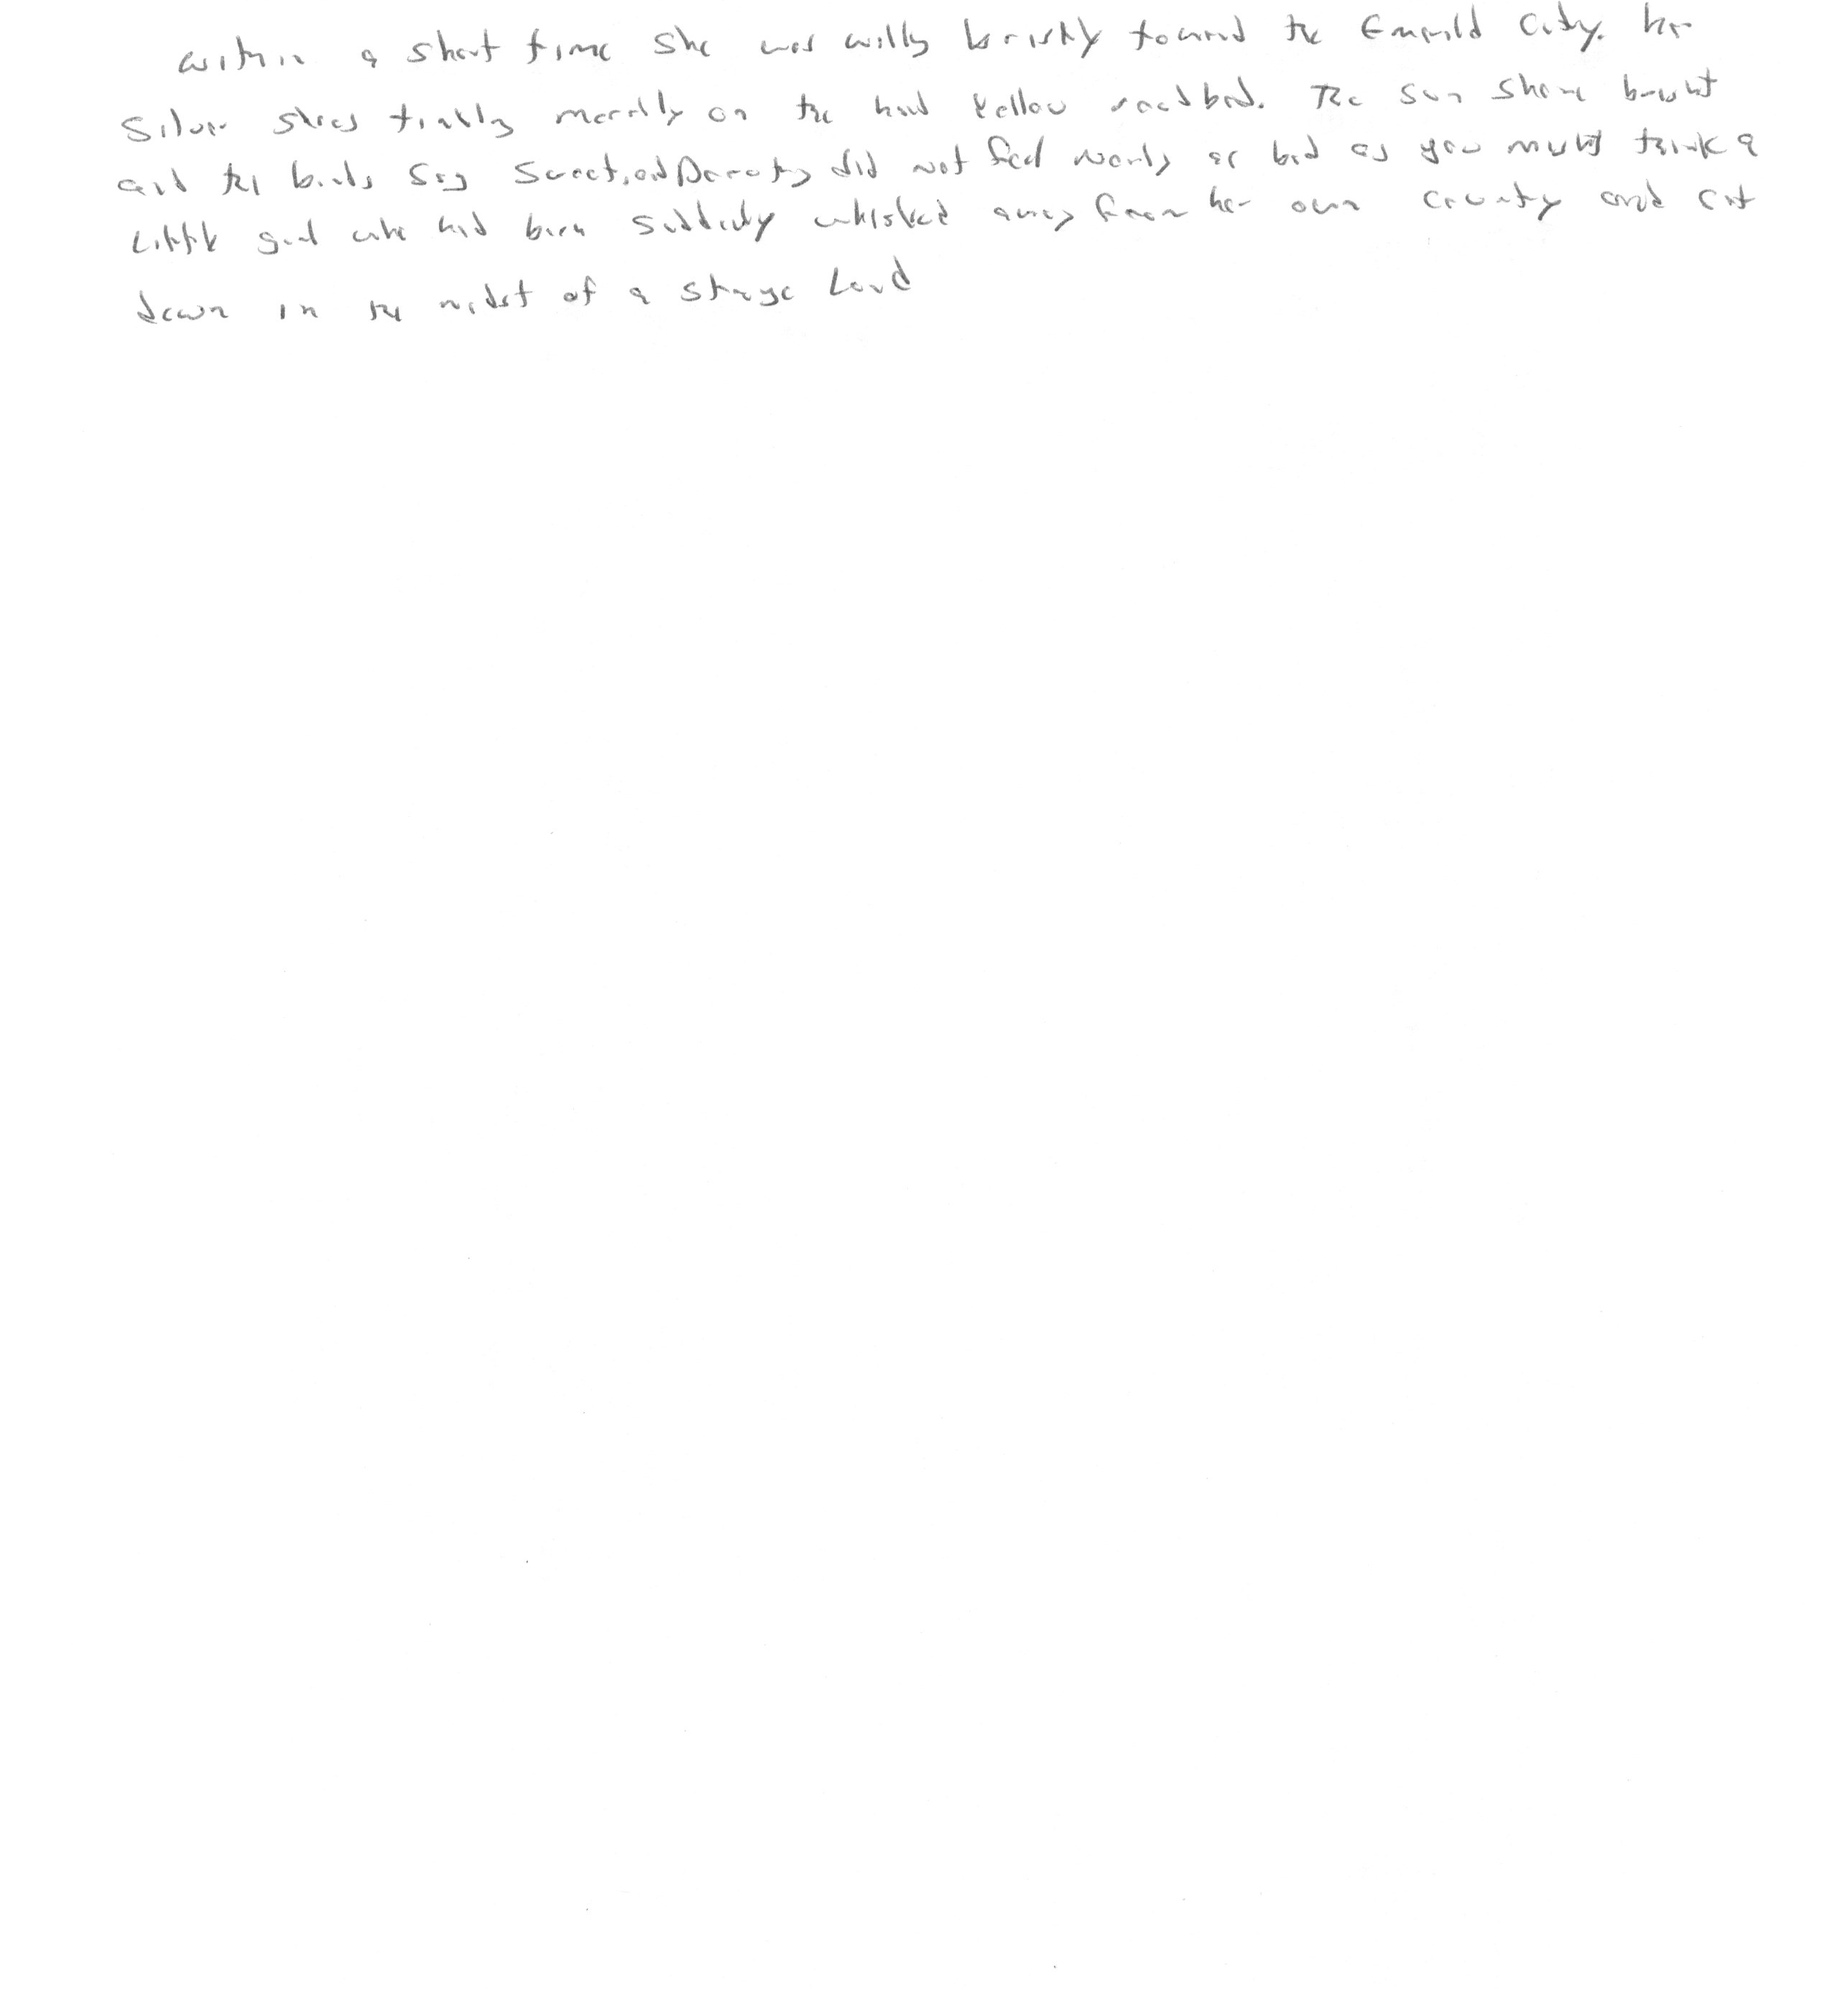 within a short time she was walking briskly toward the Emerald City. her
Silver shoes tinkling merrily on the hard yellow roadbed. The sun shone bright
and the birds sang sweet, and Dorothy did not feel nearly as bad as you might think a
little girl who had been suddenly whisked away from her own country and set
down in the midst of a strange land